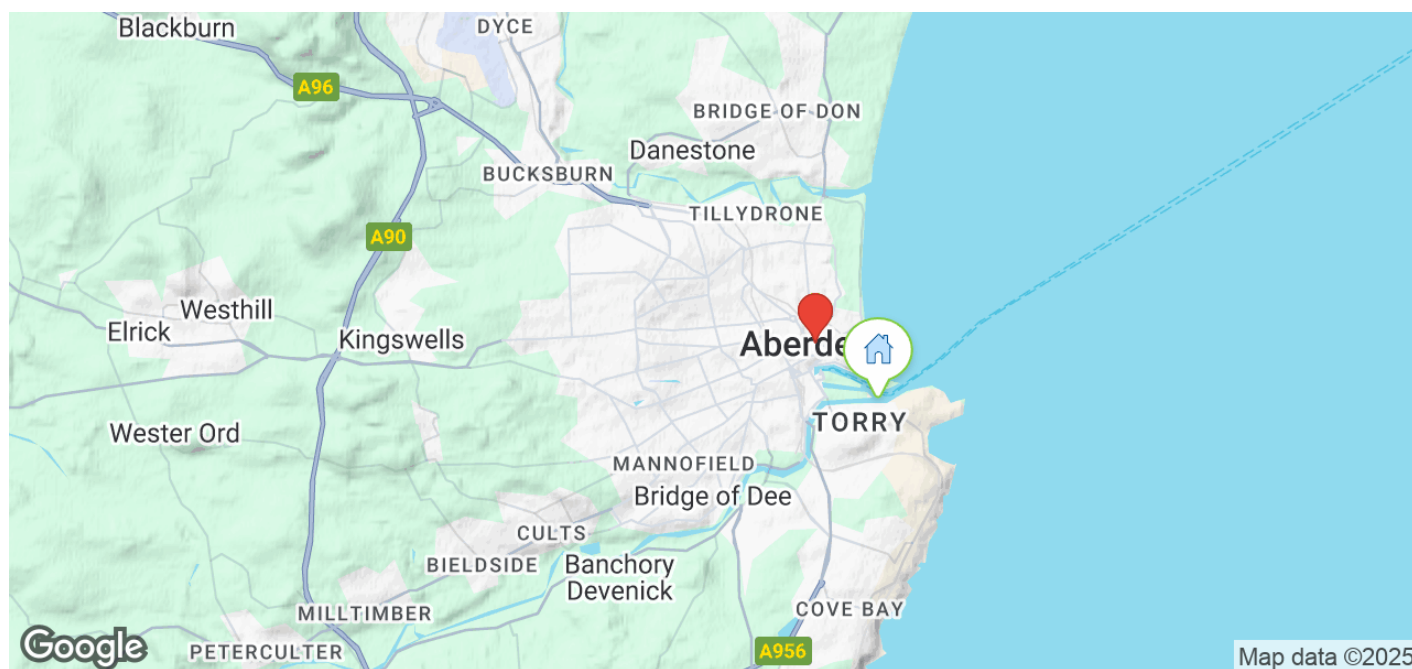 Blackburn
DYCE
A96
BRIDGE OF DON
Danestone
BUCKSBURN
TILLYDRONE
A90
Westhill
Elrick
Kingswells
Aberde
TORRY
Wester Ord
MANNOFIELD
Bridge of Dee
CULTS
BIELDSIDE
Banchory
Devenick
MILLTIMBER
COVE BAY
PETERCULTER
A956
Google
Map data ©2025